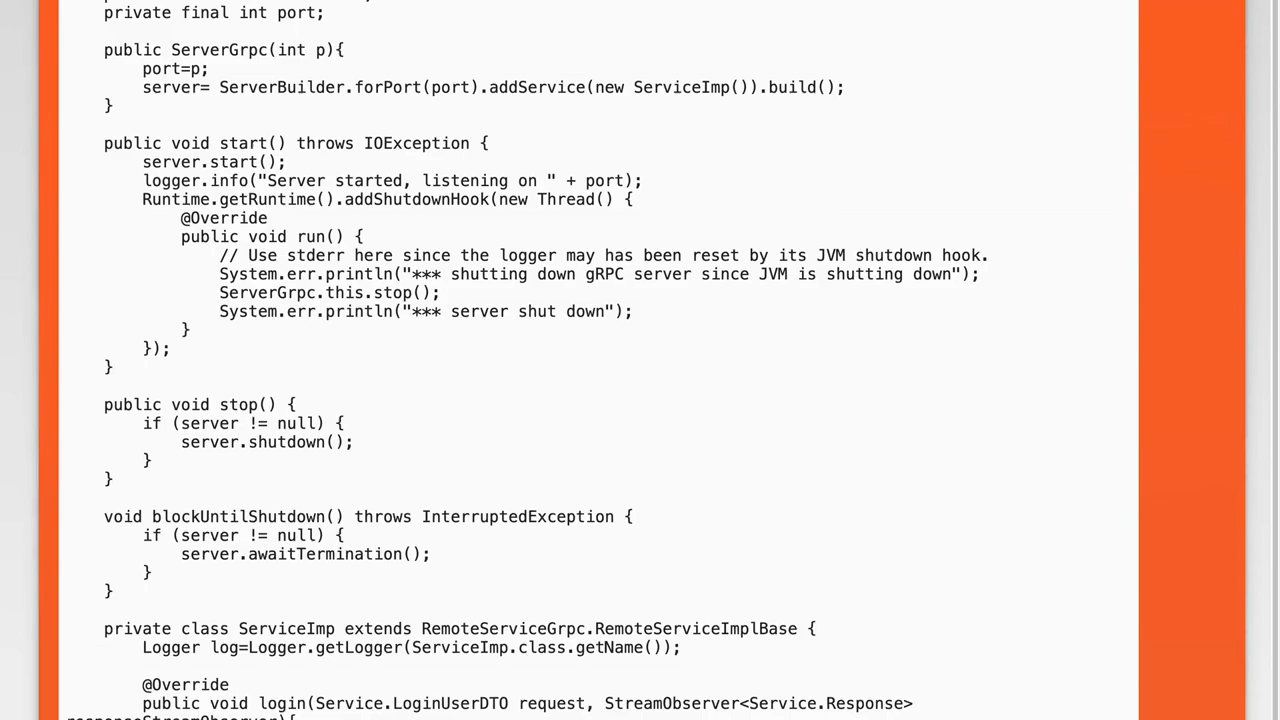 private final int port;
public ServerGrpc(int p){
port=p;
server= ServerBuilder.forPort(port).addService(new ServiceImp()).build();
}
public void start() throws IOException {
server.start();
logger.info("Server started, listening on " + port);
Runtime.getRuntime().addShutdownHook(new Thread() {
@Override
public void run() {
// Use stderr here since the logger may has been reset by its JVM shutdown hook.
System.err.println("*** shutting down gRPC server since JVM is shutting down");
ServerGrpc.this.stop();
System.err.println("*** server shut down");
}
});
}
public void stop() {
if (server != null) {
server.shutdown();
}
}
void blockUntilShutdown() throws InterruptedException {
if (server != null) {
server.awaitTermination();
}
}
private class ServiceImp extends RemoteServiceGrpc.RemoteServiceImplBase {
Logger log=Logger.getLogger(ServiceImp.class.getName());
@Override
public void login(Service.LoginUserDTO request, StreamObserver<Service.Response>
responseStreamObserver){